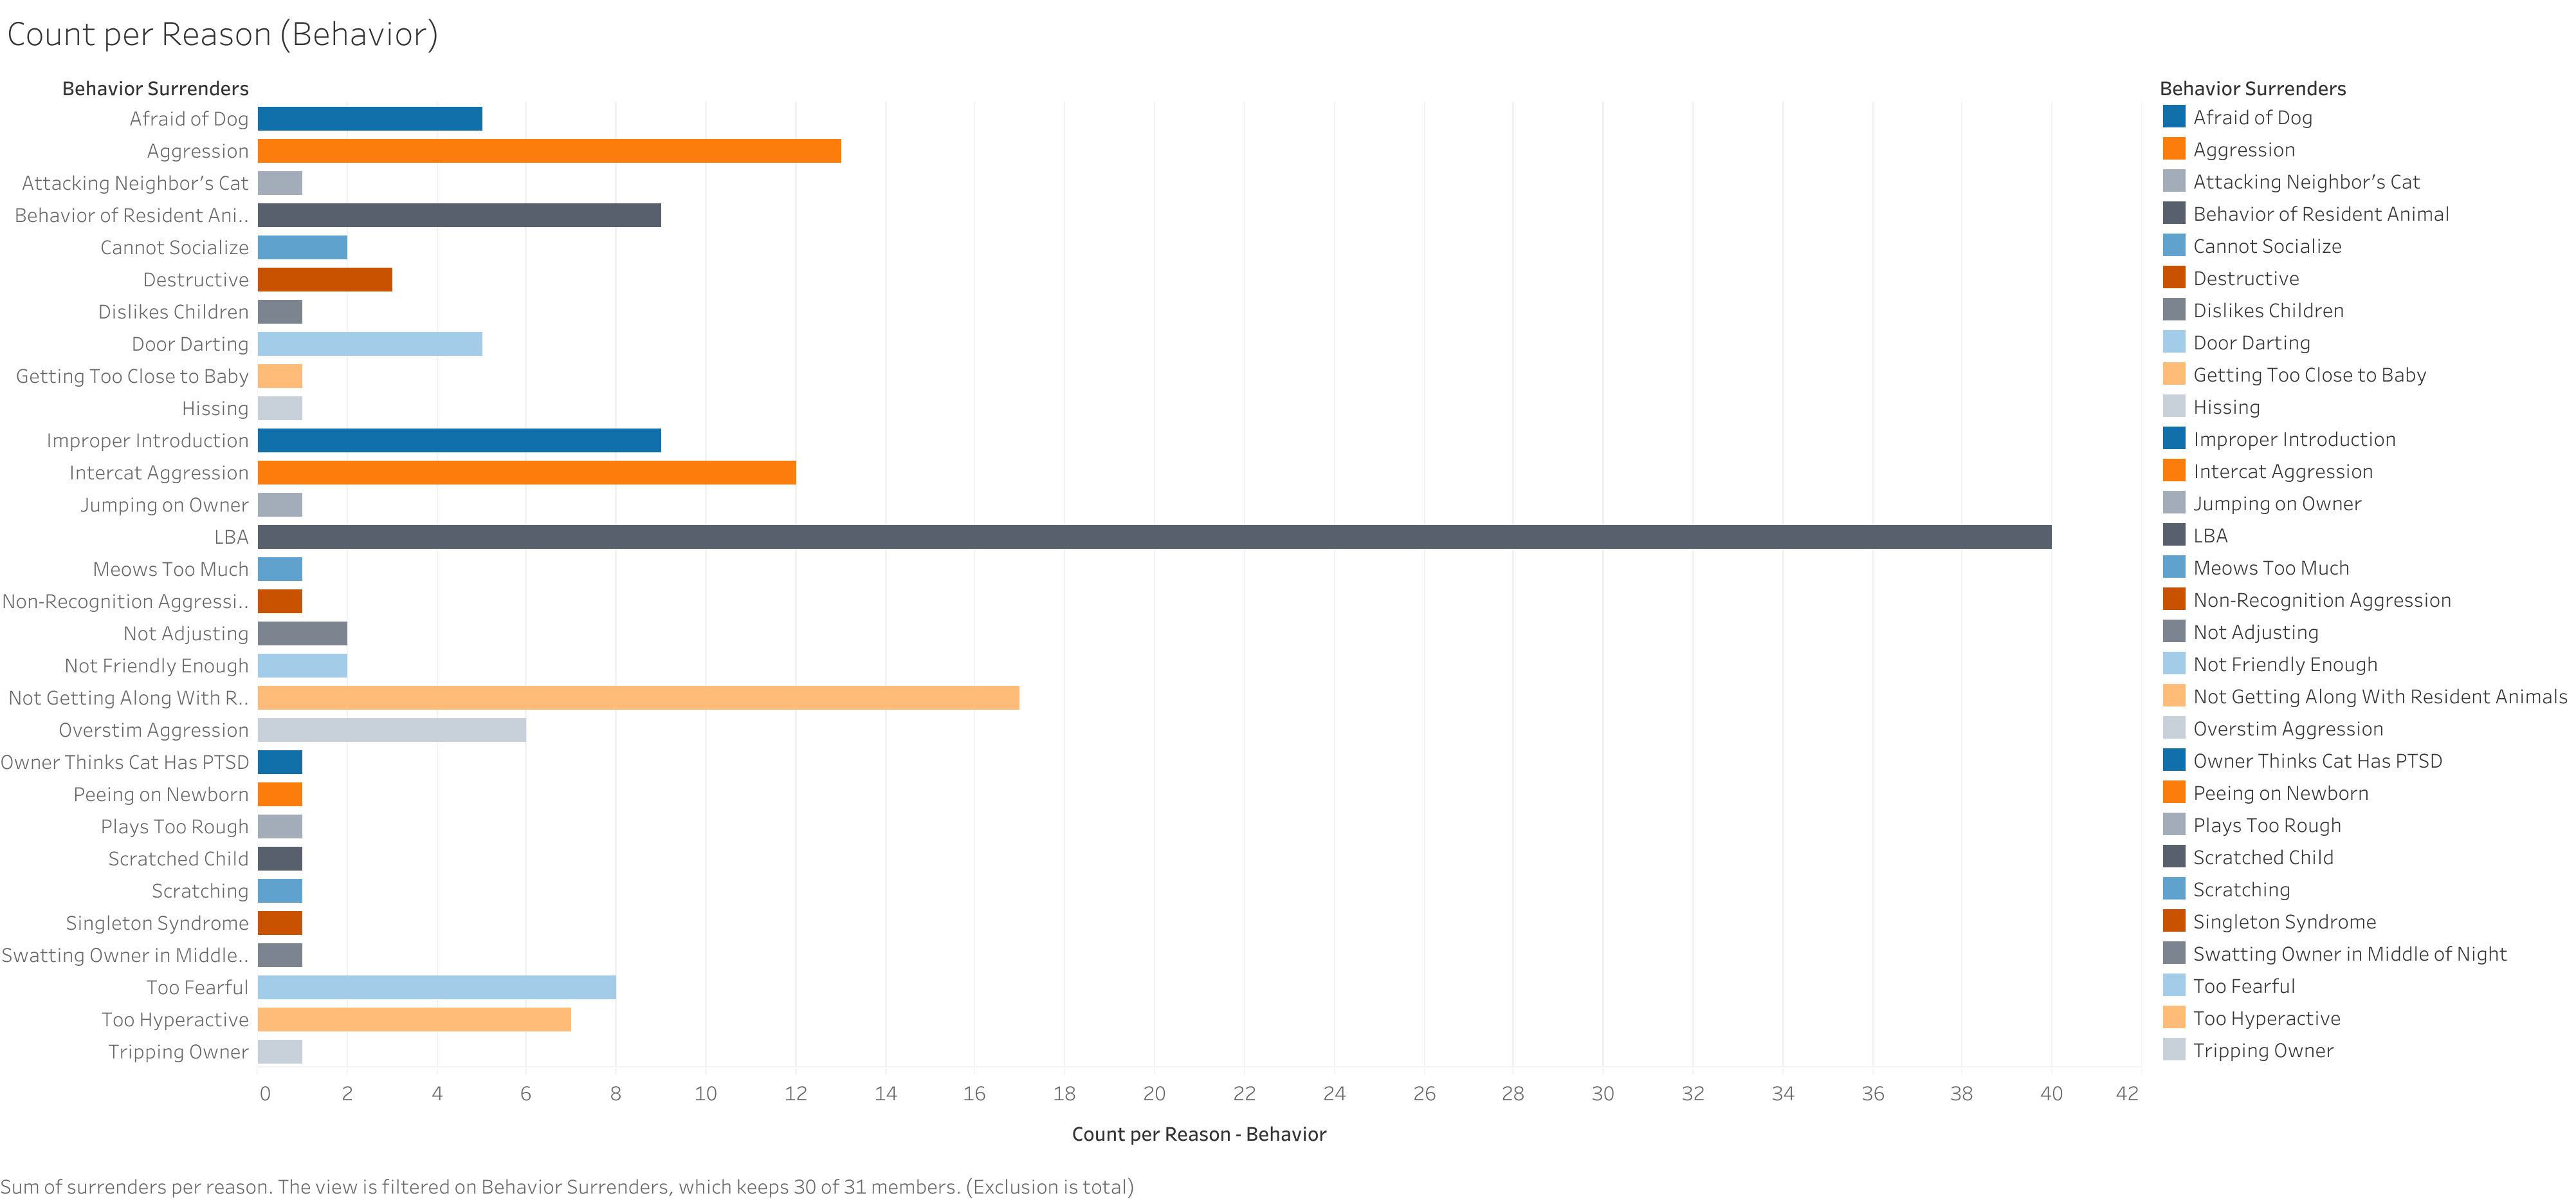 Count per Reason (Behavior)
Behavior Surrenders
Afraid of Dog
Aggression
Attacking Neighbor’s Cat
Behavior of Resident Ani..
Cannot Socialize
Destructive
Dislikes Children
Door Darting
Getting Too Close to Baby
Hissing
Improper Introduction
Intercat Aggression
Jumping on Owner
LBA
Meows Too Much
Non-Recognition Aggressi..
Not Adjusting
Not Friendly Enough
Not Getting Along With R..
Overstim Aggression
Owner Thinks Cat Has PTSD
Peeing on Newborn
Plays Too Rough
Scratched Child
Scratching
Singleton Syndrome
Swatting Owner in Middle..
Too Fearful
Too Hyperactive
Tripping Owner
0 2 4 6 8 10 12 14 16 18 20 22 24 26 28 30 32 34 36 38 40 42
Count per Reason - Behavior
Behavior Surrenders
Afraid of Dog
Aggression
Attacking Neighbor’s Cat
Behavior of Resident Animal
Cannot Socialize
Destructive
Dislikes Children
Door Darting
Getting Too Close to Baby
Hissing
Improper Introduction
Intercat Aggression
Jumping on Owner
LBA
Meows Too Much
Non-Recognition Aggression
Not Adjusting
Not Friendly Enough
Not Getting Along With Resident Animals
Overstim Aggression
Owner Thinks Cat Has PTSD
Peeing on Newborn
Plays Too Rough
Scratched Child
Scratching
Singleton Syndrome
Swatting Owner in Middle of Night
Too Fearful
Too Hyperactive
Tripping Owner
Sum of surrenders per reason. The view is filtered on Behavior Surrenders, which keeps 30 of 31 members. (Exclusion is total)